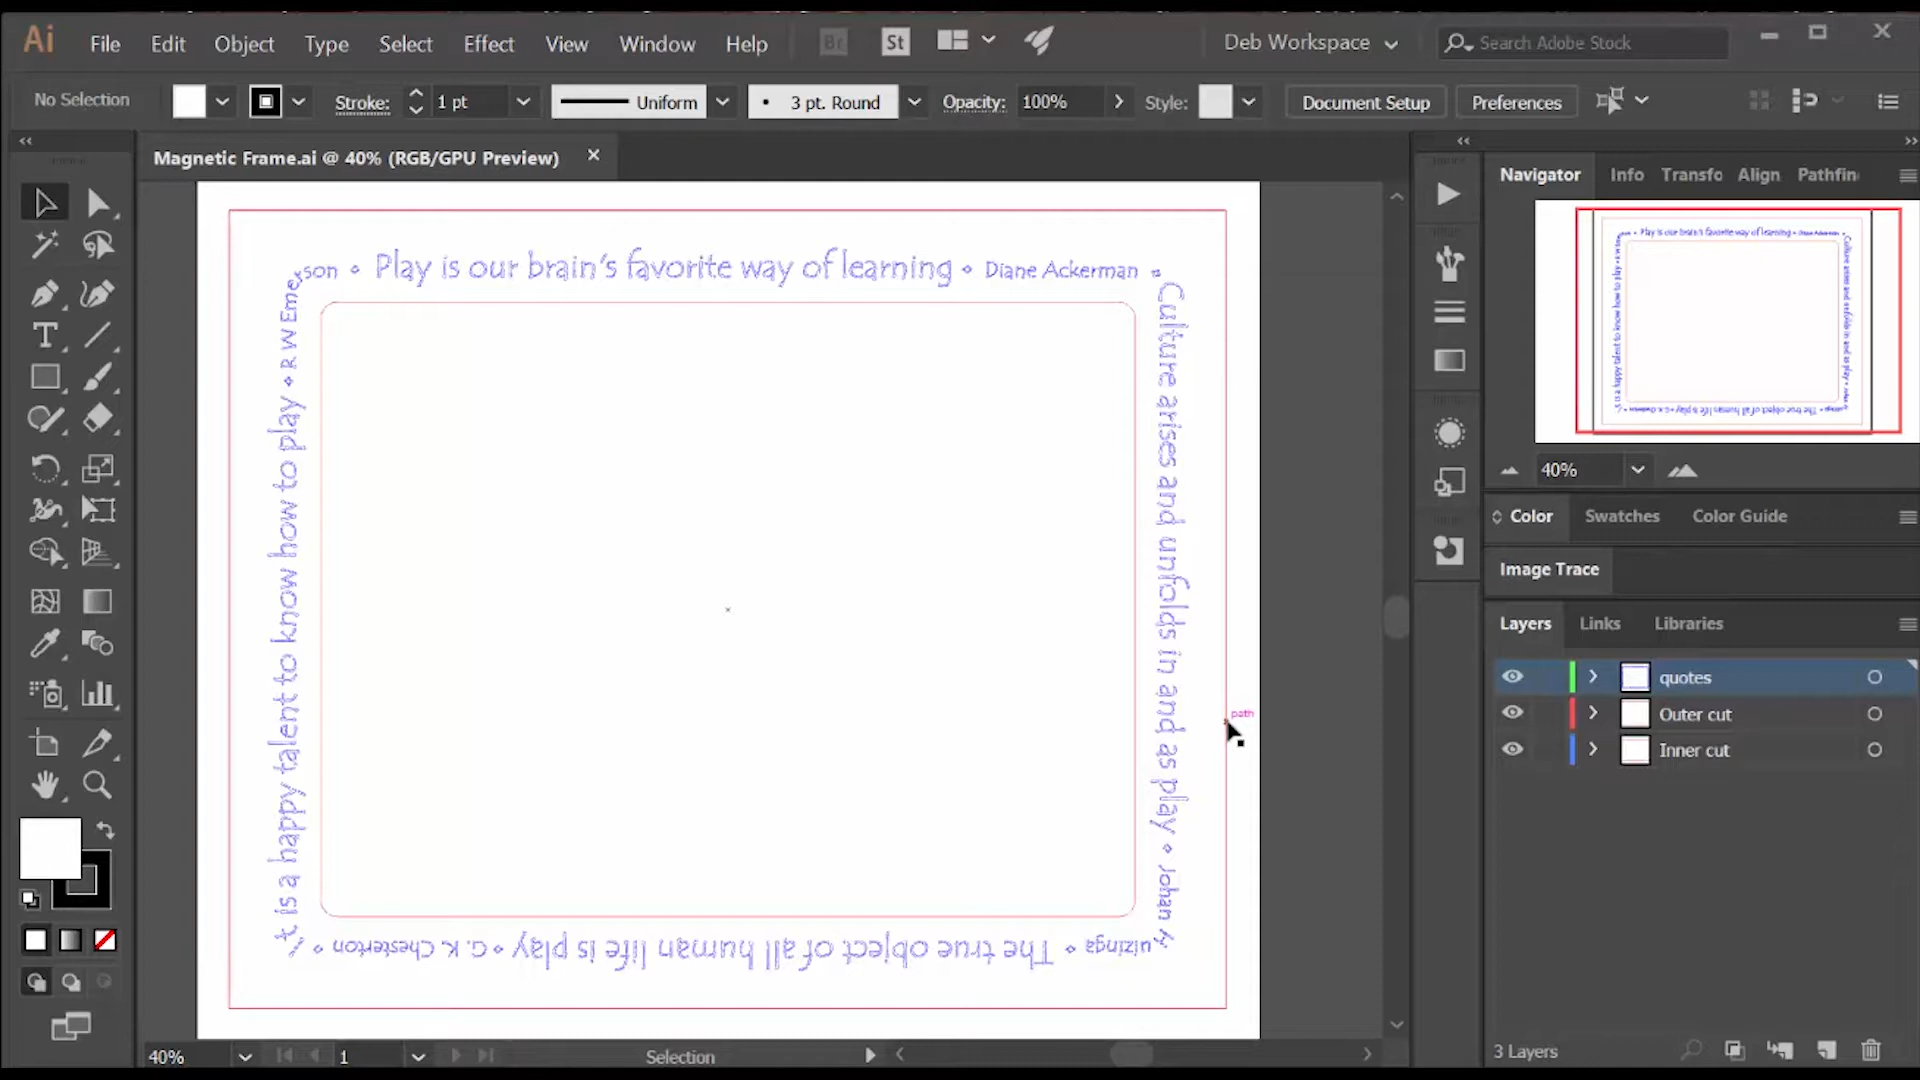 Ai File Edit Object Type Select Effect View Window Help Br St Deb Workspace Search Adobe Stock
No Selection Stroke: 1 pt Uniform 3 pt. Round Opacity: 100% Style: Document Setup Preferences
Magnetic Frame.ai @ 40% (RGB/GPU Preview)
Play is our brain's favorite way of learning Diane Ackerman
Culture arises and unfolds in and as play Johan Huizinga
The true object of all human life is play G. K. Chesterton
It is a happy talent to know how to play R W Emerson
path
Navigator Info Transfo Align Pathfin
40%
Color Swatches Color Guide
Image Trace
Layers Links Libraries
quotes
Outer cut
Inner cut
3 Layers
40% 1 Selection